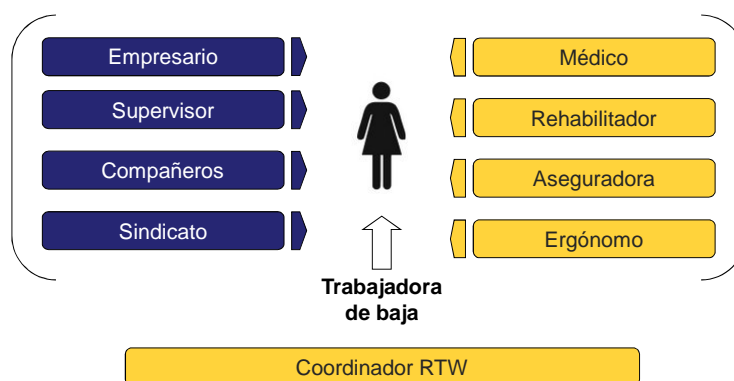 Empresario
Supervisor
Compañeros
Sindicato
Médico
Rehabilitador
Aseguradora
Ergónomo
Trabajadora
de baja
Coordinador RTW